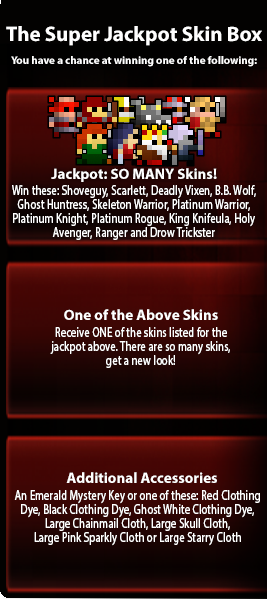 The Super Jackpot Skin Box
You have a chance at winning one of the following:
Jackpot: SO MANY Skins!
Win these: Shoveguy, Scarlett, Deadly Vixen, B.B. Wolf,
Ghost Huntress, Skeleton Warrior, Platinum Warrior,
Platinum Knight, Platinum Rogue, King Knifeula, Holy
Avenger, Ranger and Drow Trickster
One of the Above Skins
Receive ONE of the skins listed for the
jackpot above. There are so many skins,
get a new look!
Additional Accessories
An Emerald Mystery Key or one of these: Red Clothing
Dye, Black Clothing Dye, Ghost White Clothing Dye,
Large Chainmail Cloth, Large Skull Cloth,
Large Pink Sparkly Cloth or Large Starry Cloth